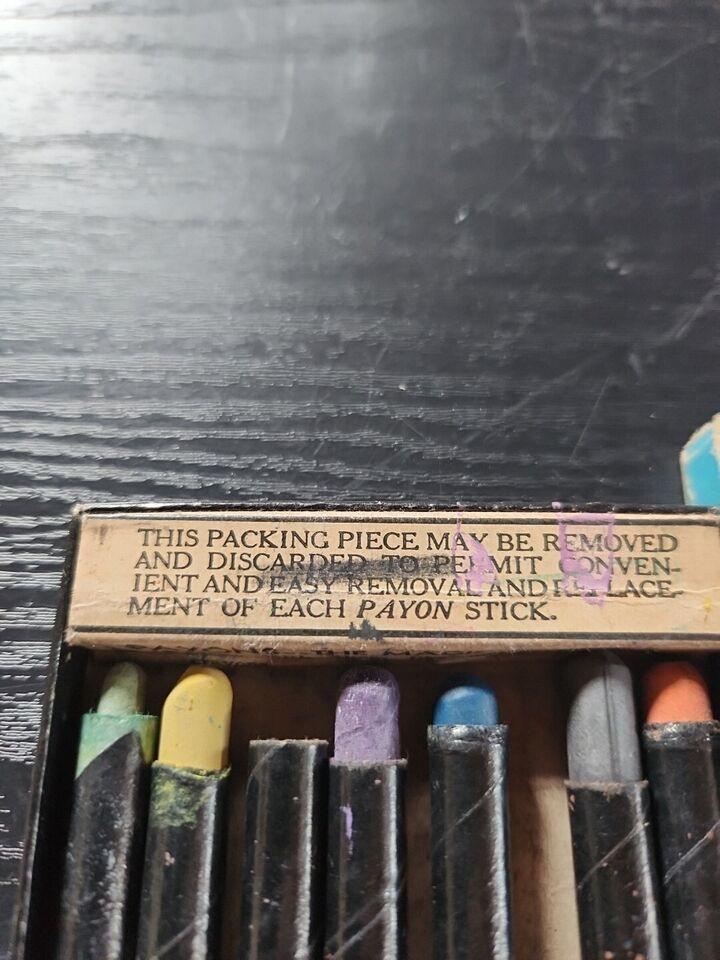 THIS PACKING PIECE MAY BE REMOVED
AND DISCARDED TO PERMIT CONVEN-
IENT AND EASY REMOVAL AND REPLACE-
MENT OF EACH PAYON STICK.